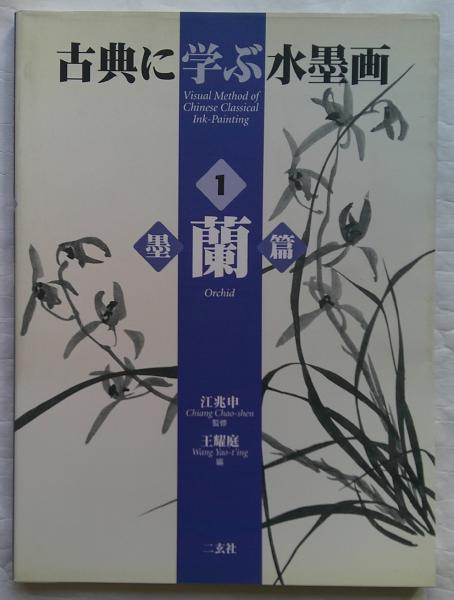 古典に学ぶ水墨画
Visual Method of
Chinese Classical
Ink-Painting
1
墨蘭篇
Orchid
江兆申
Chiang Chao-shen
監修
王耀庭
Wang Yao-t'ing
編
二玄社